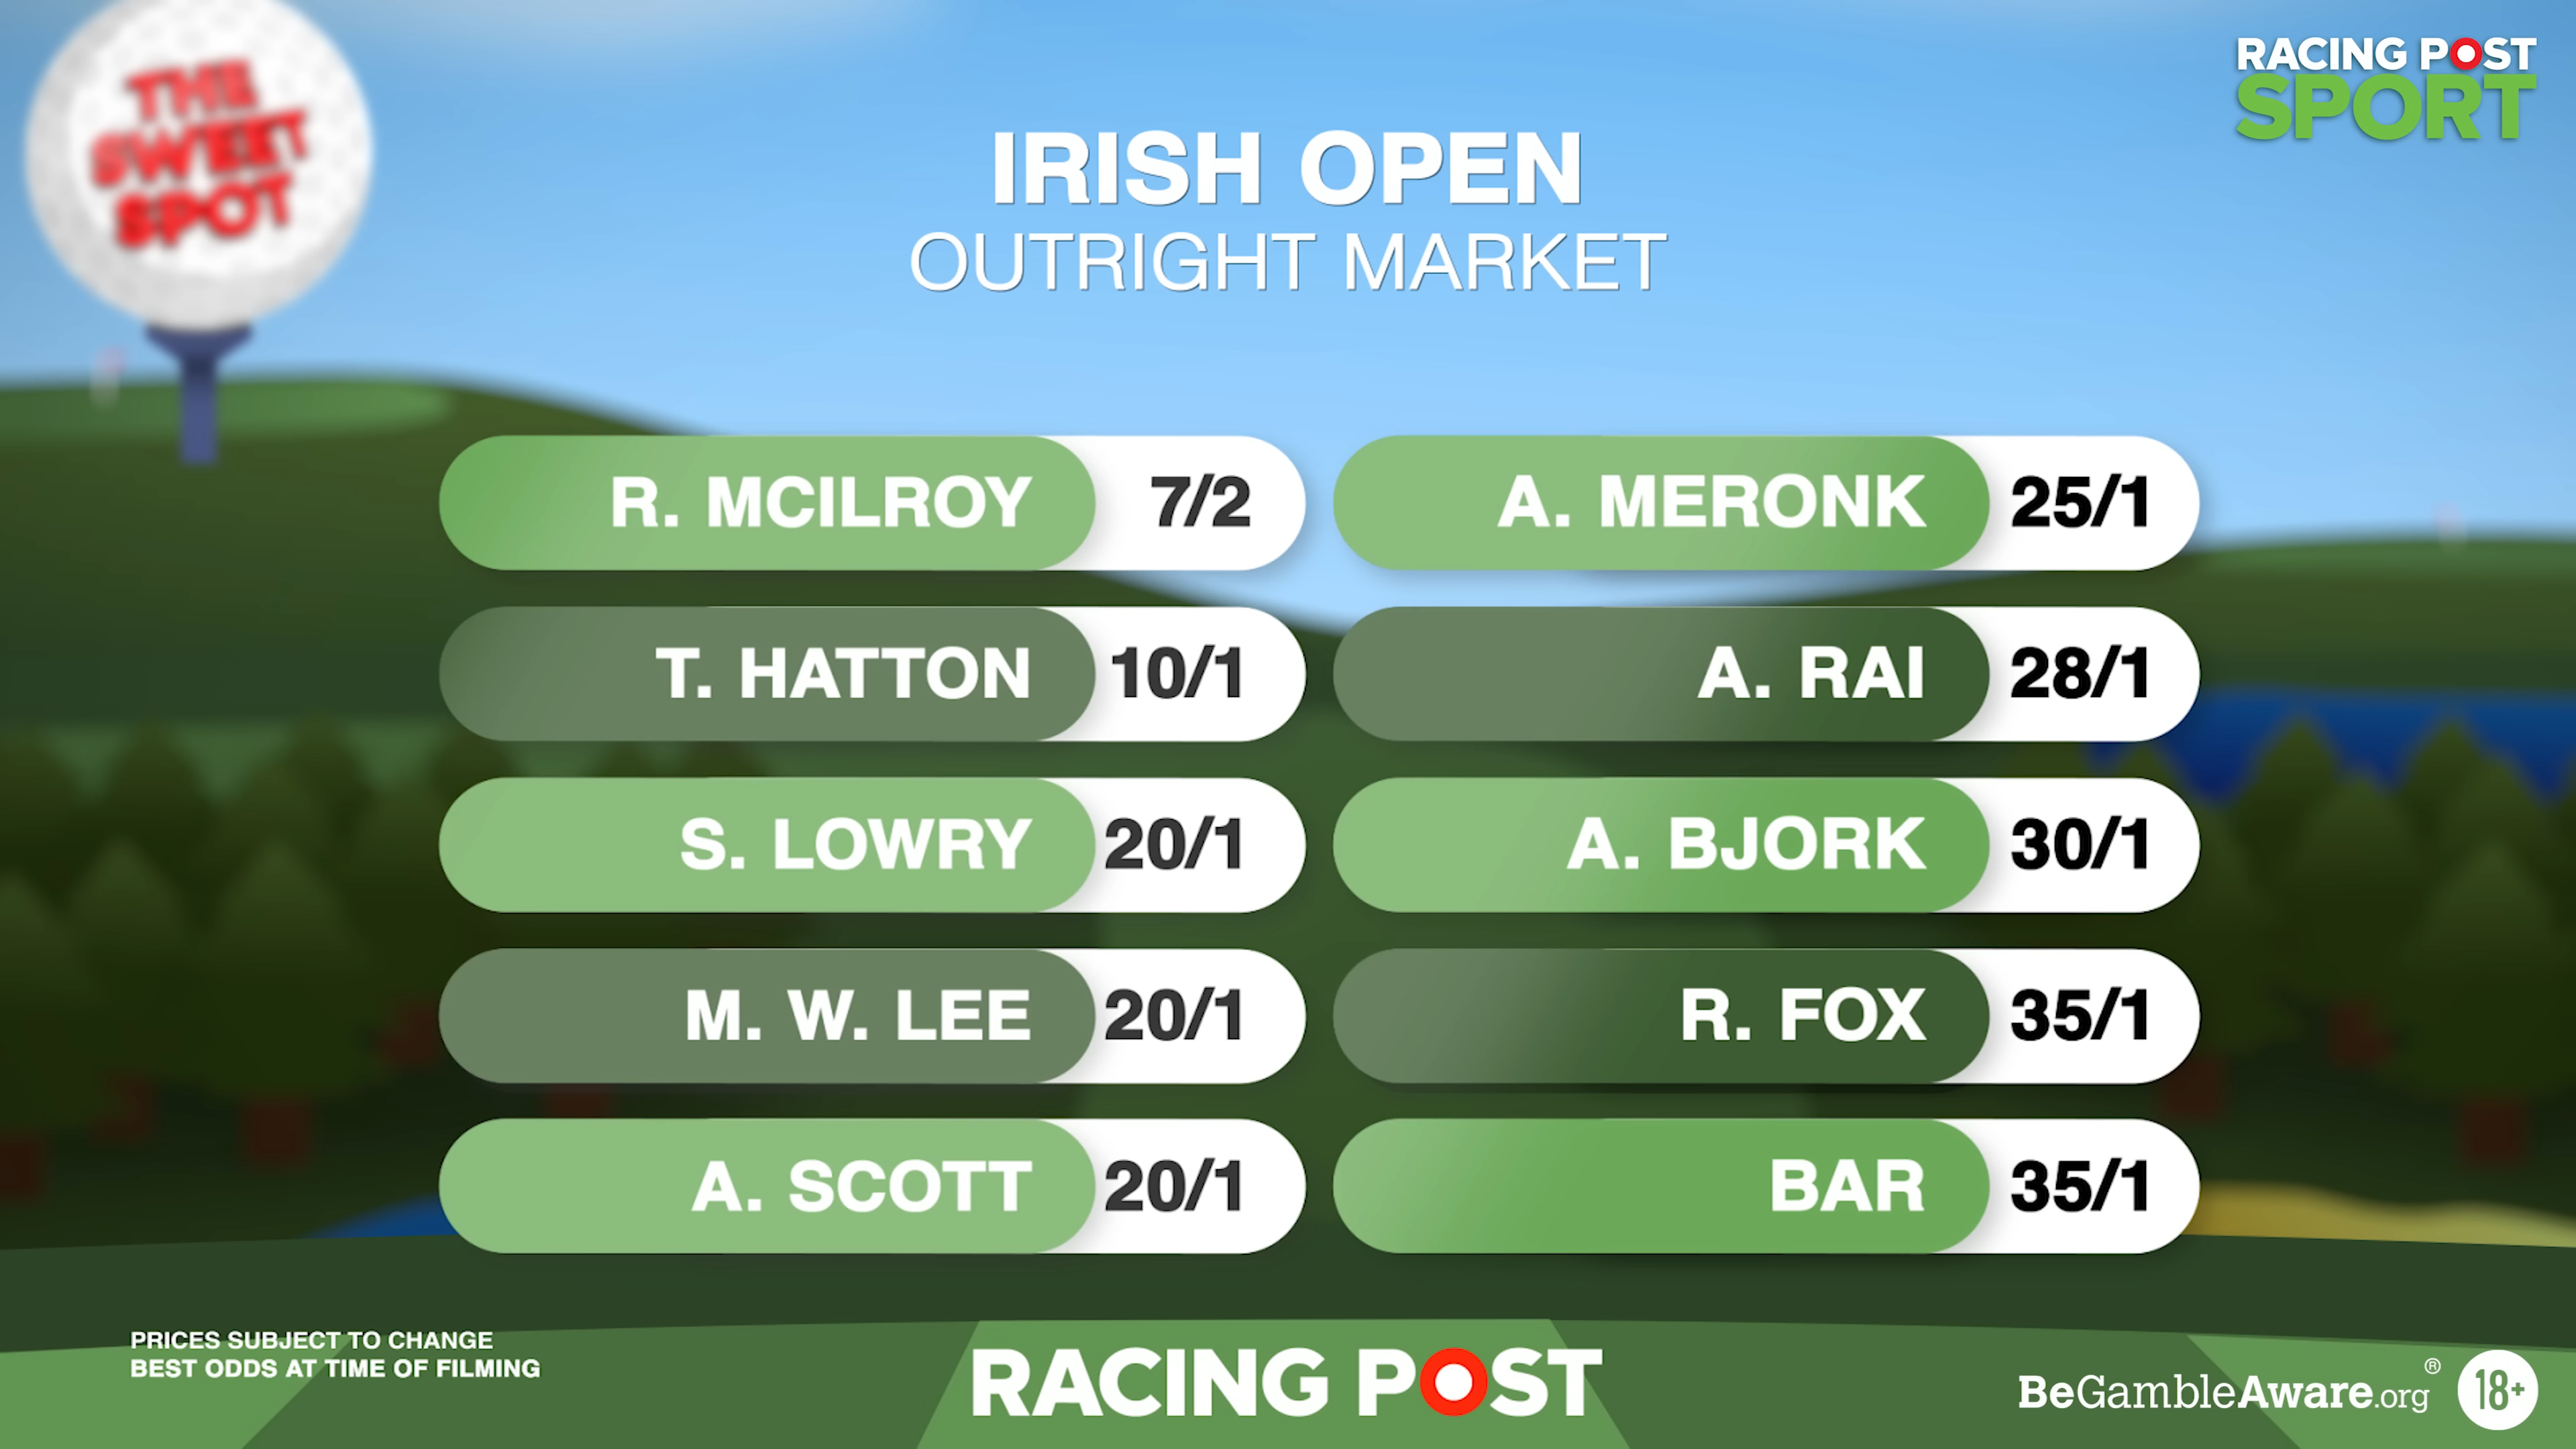 THE
SWEET
SPOT
RACING POST
SPORT
IRISH OPEN
OUTRIGHT MARKET
R. MCILROY 7/2
A. MERONK 25/1
T. HATTON 10/1
A. RAI 28/1
S. LOWRY 20/1
A. BJORK 30/1
M. W. LEE 20/1
R. FOX 35/1
A. SCOTT 20/1
BAR 35/1
PRICES SUBJECT TO CHANGE
BEST ODDS AT TIME OF FILMING
RACING POST
BeGambleAware.org® 18+